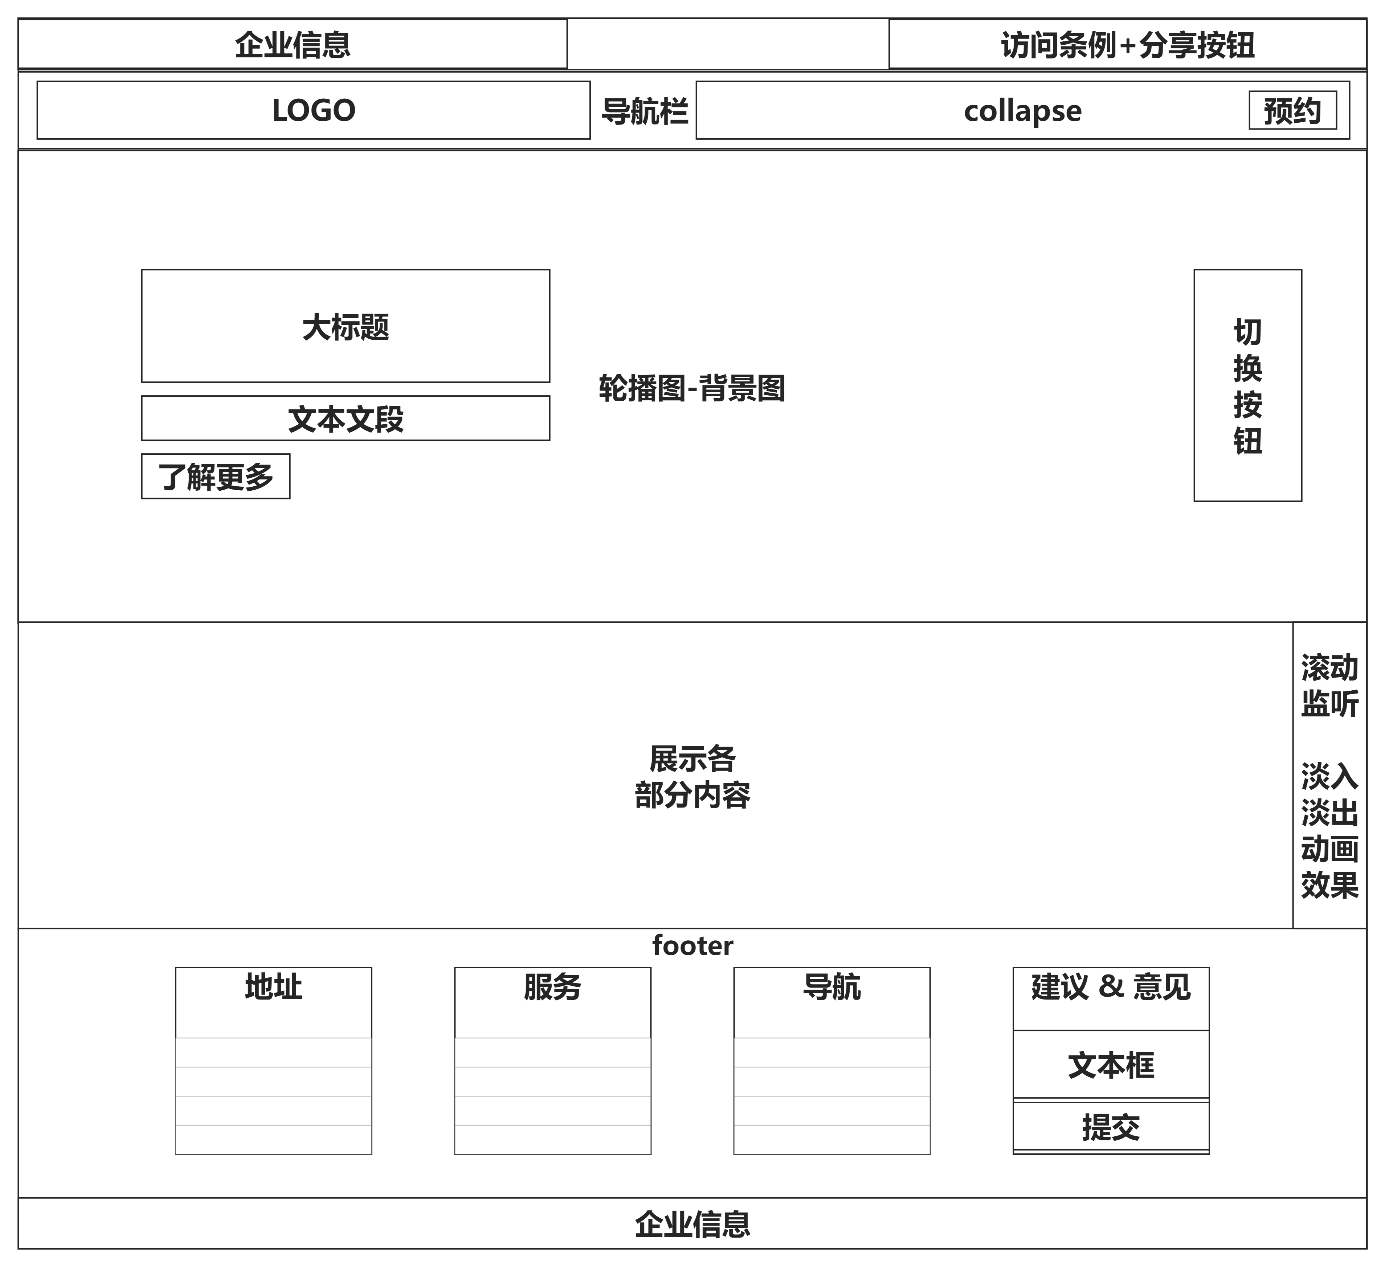 企业信息
访问条例+分享按钮
LOGO
导航栏
collapse
预约
大标题
轮播图-背景图
文本文段
了解更多
切
换
按
钮
展示各
部分内容
滚动
监听
淡入
淡出
动画
效果
footer
地址
服务
导航
建议 & 意见
文本框
提交
企业信息